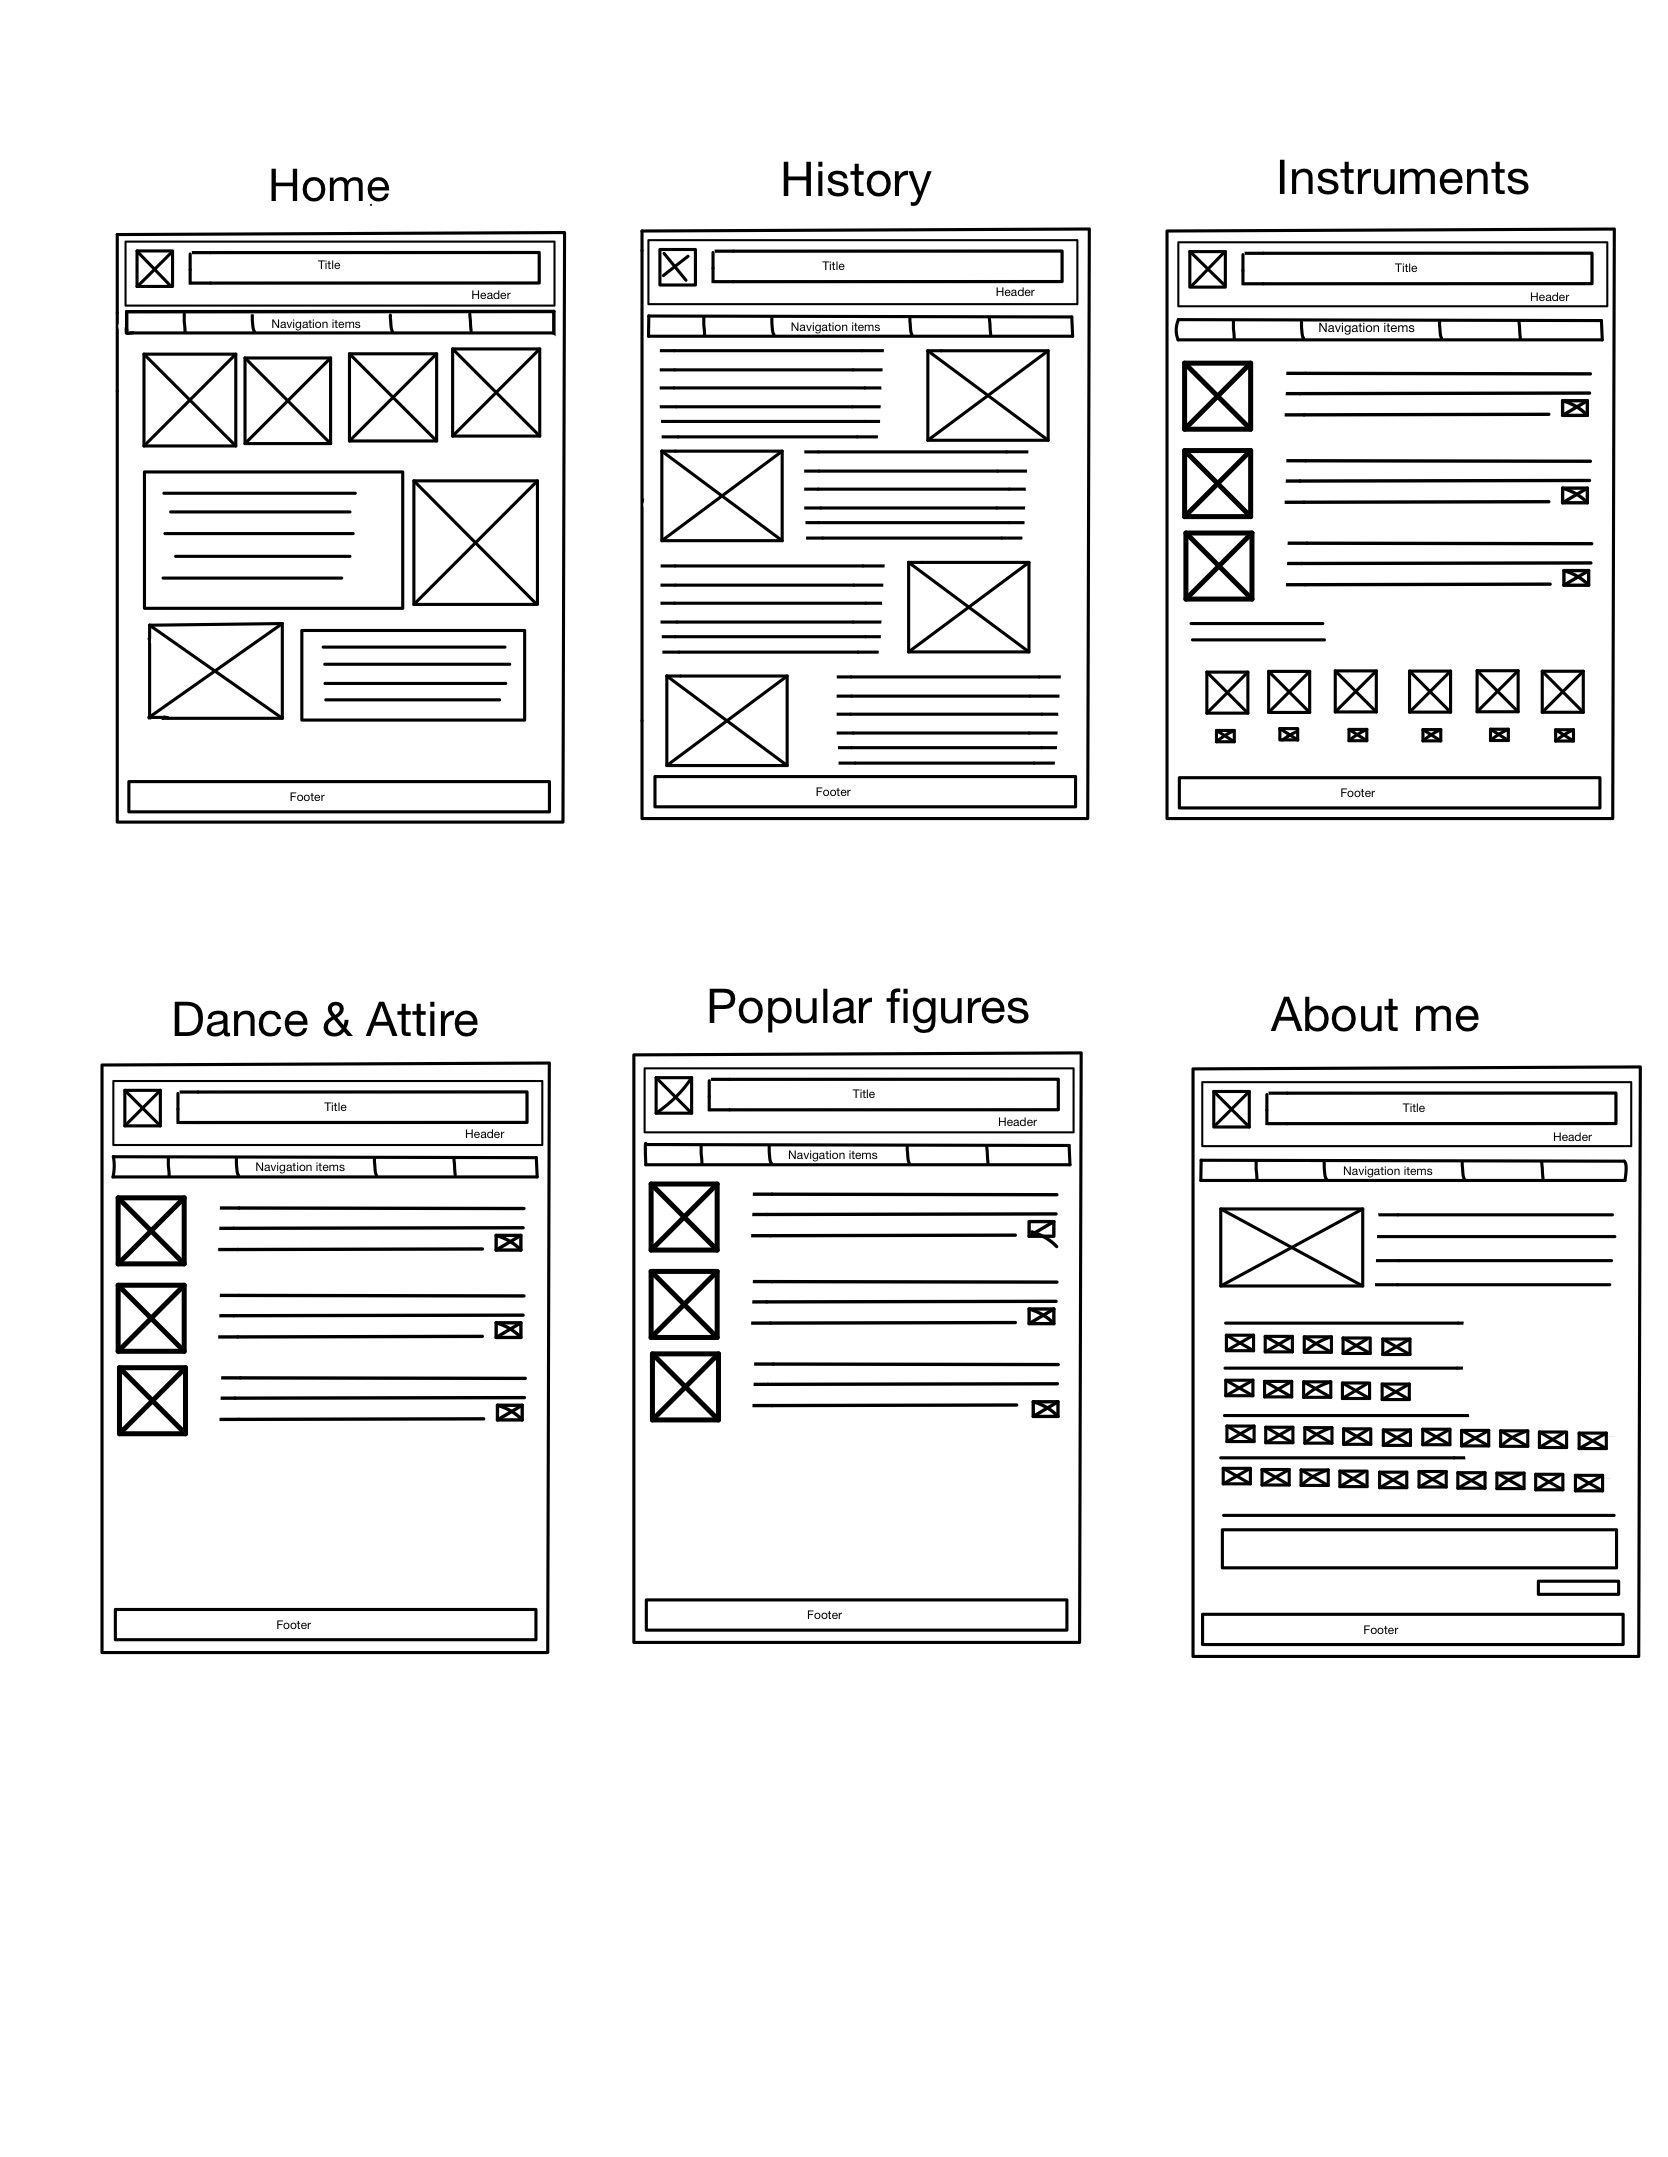 Home
Title
Header
Navigation items
Footer
History
Title
Header
Navigation items
Footer
Instruments
Title
Header
Navigation items
Footer
Dance & Attire
Title
Header
Navigation items
Footer
Popular figures
Title
Header
Navigation items
Footer
About me
Title
Header
Navigation items
Footer